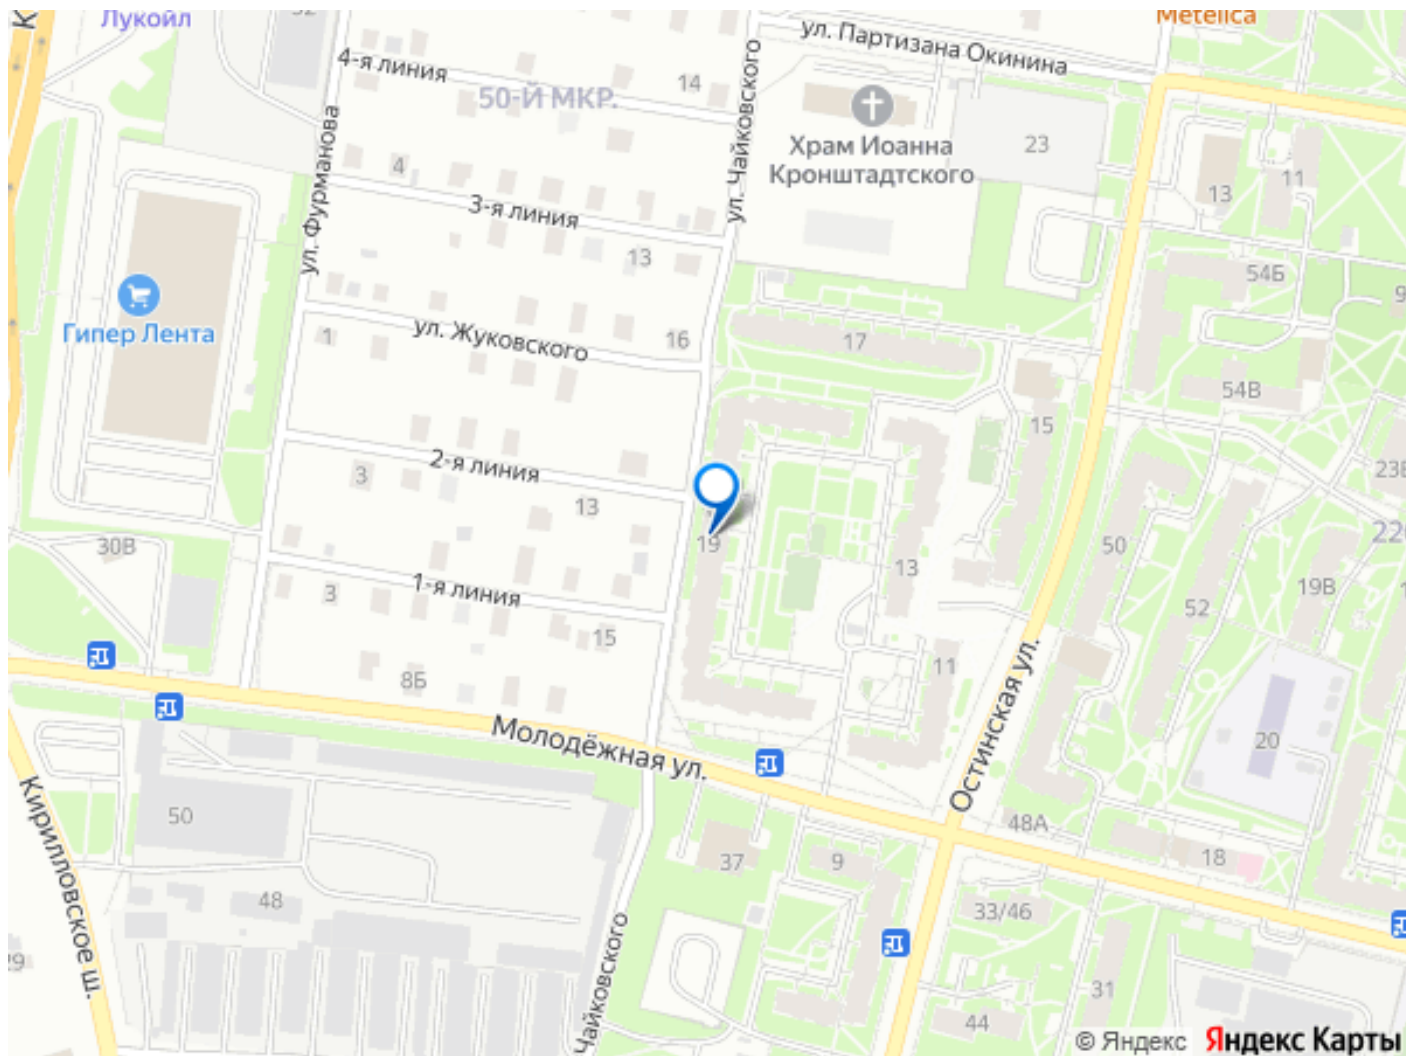 Лукойл
Metelica
ул. Партизана Окинина
4-я линия
14
50-Й МКР.
ул. Чайковского
ул. Фурманова
Храм Иоанна
Кронштадтского
23
4
13
11
3-я линия
13
54Б
Гипер Лента
ул. Жуковского
1
16
17
54В
15
2-я линия
3
13
30В
19
50
13
52
19В
1-я линия
3
15
8Б
11
Молодёжная ул.
Остинская ул.
20
Кирилловское ш.
50
48А
37
9
18
48
33/46
Чайковского
31
44
© Яндекс Яндекс Карты